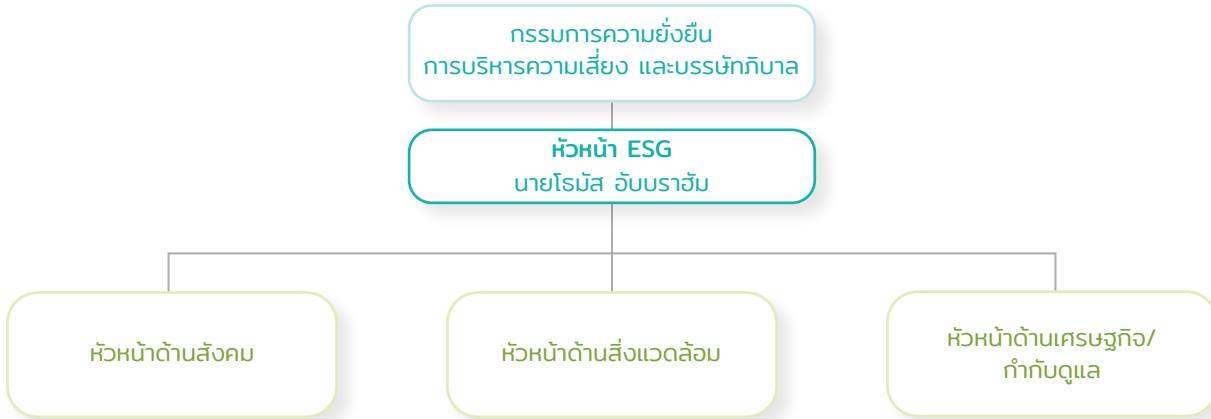 กรรมการความยั่งยืน
การบริหารความเสี่ยง และบรรษัทภิบาล
หัวหน้า ESG
นายโธมัส อับบราฮัม
หัวหน้าด้านสังคม
หัวหน้าด้านสิ่งแวดล้อม
หัวหน้าด้านเศรษฐกิจ/
กำกับดูแล